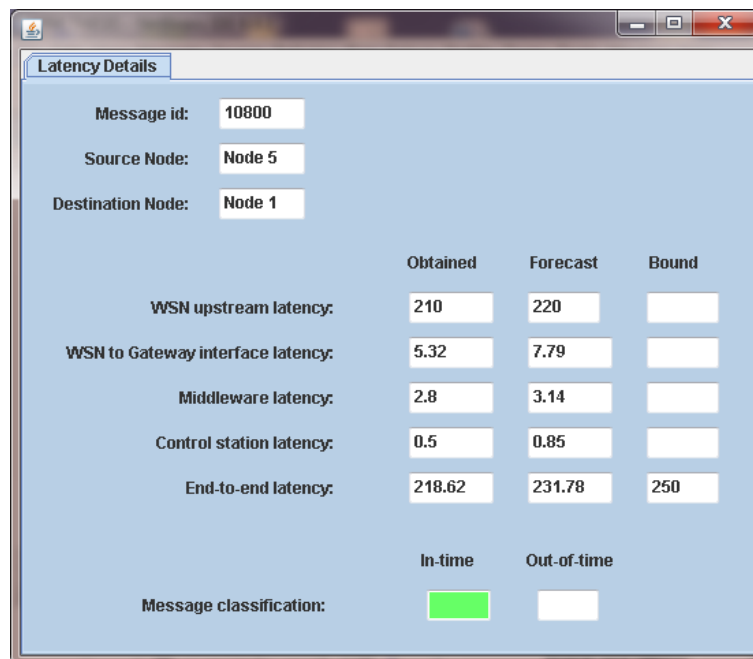 Latency Details
Message id: 10800
Source Node: Node 5
Destination Node: Node 1
Obtained Forecast Bound
WSN upstream latency: 210 220
WSN to Gateway interface latency: 5.32 7.79
Middleware latency: 2.8 3.14
Control station latency: 0.5 0.85
End-to-end latency: 218.62 231.78 250
In-time Out-of-time
Message classification: